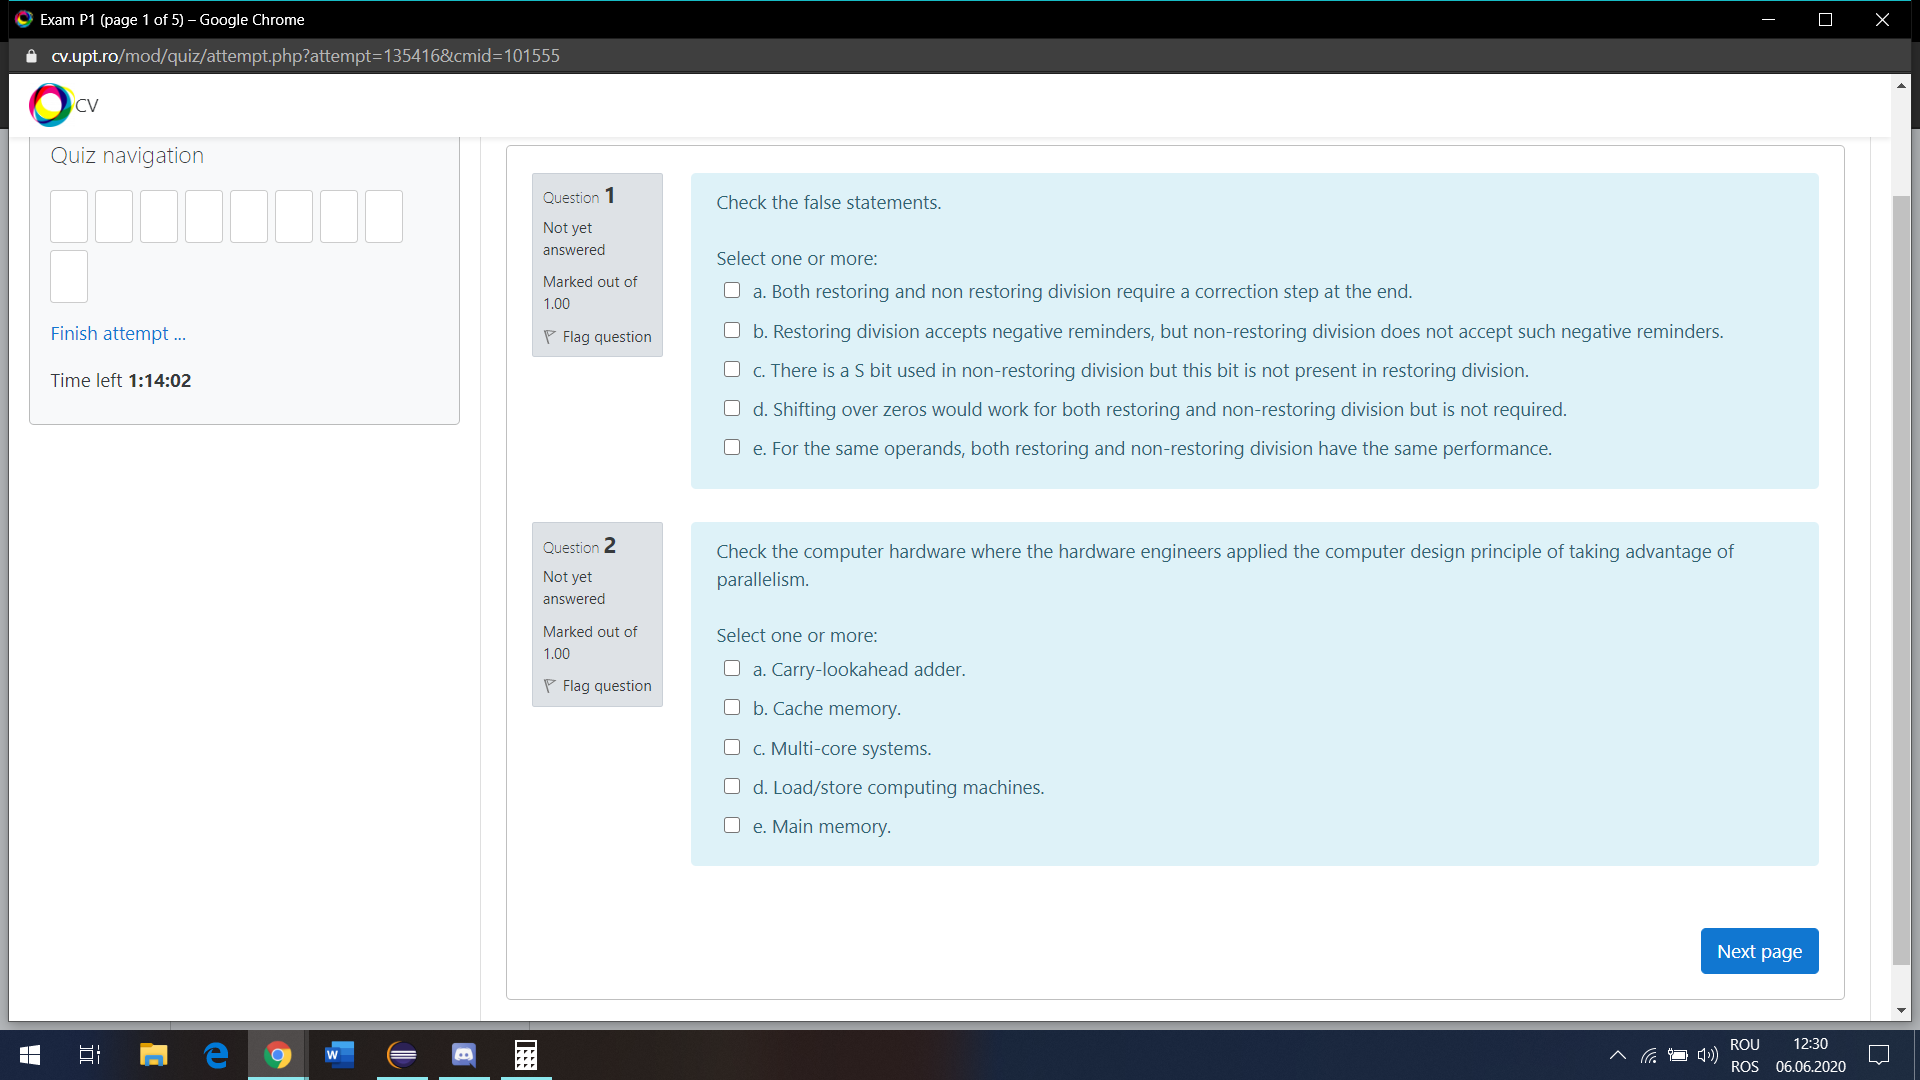 Exam P1 (page 1 of 5) – Google Chrome
cv.upt.ro/mod/quiz/attempt.php?attempt=135416&cmid=101555
CV
Quiz navigation
Finish attempt ...
Time left 1:14:02
Question 1
Not yet
answered
Marked out of
1.00
Flag question
Check the false statements.
Select one or more:
a. Both restoring and non restoring division require a correction step at the end.
b. Restoring division accepts negative reminders, but non-restoring division does not accept such negative reminders.
c. There is a S bit used in non-restoring division but this bit is not present in restoring division.
d. Shifting over zeros would work for both restoring and non-restoring division but is not required.
e. For the same operands, both restoring and non-restoring division have the same performance.
Question 2
Not yet
answered
Marked out of
1.00
Flag question
Check the computer hardware where the hardware engineers applied the computer design principle of taking advantage of
parallelism.
Select one or more:
a. Carry-lookahead adder.
b. Cache memory.
c. Multi-core systems.
d. Load/store computing machines.
e. Main memory.
Next page
W
ROU
ROS
12:30
06.06.2020